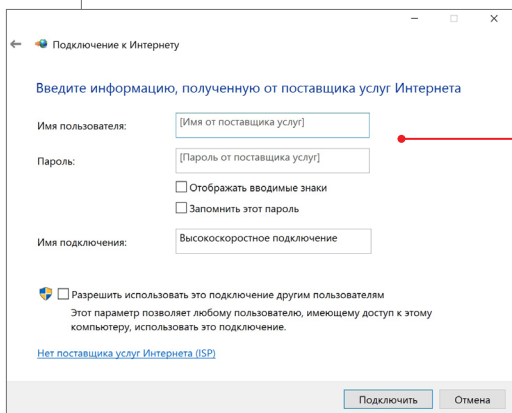 Подключение к Интернету
Введите информацию, полученную от поставщика услуг Интернета
Имя пользователя: [Имя от поставщика услуг]
Пароль: [Пароль от поставщика услуг]
Отображать вводимые знаки
Запомнить этот пароль
Имя подключения: Высокоскоростное подключение
Разрешить использовать это подключение другим пользователям
Этот параметр позволяет любому пользователю, имеющему доступ к этому
компьютеру, использовать это подключение.
Нет поставщика услуг Интернета (ISP)
Подключить Отмена